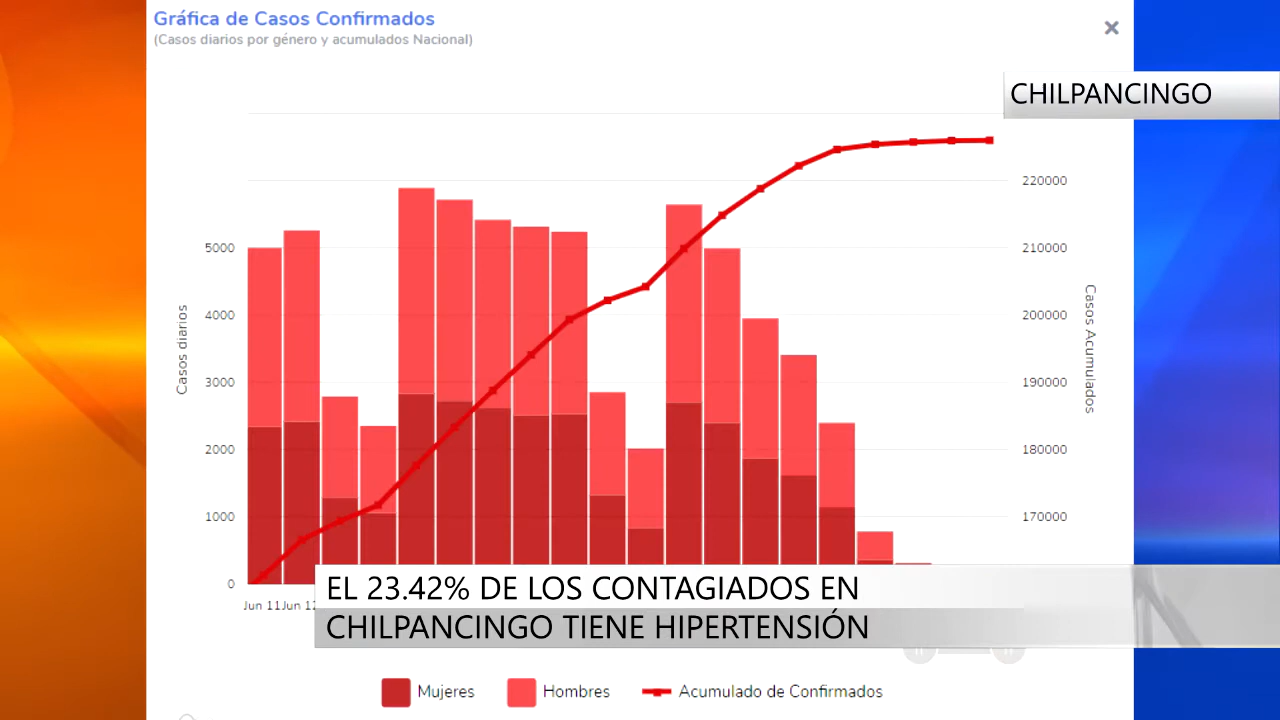 Gráfica de Casos Confirmados
(Casos diarios por género y acumulados Nacional)
×
CHILPANCINGO
220000
5000
210000
4000
200000
Casos diarios
Casos Acumulados
3000
190000
2000
180000
1000
170000
0
Jun 11 Jun 12
EL 23.42% DE LOS CONTAGIADOS EN
CHILPANCINGO TIENE HIPERTENSIÓN
Mujeres Hombres Acumulado de Confirmados